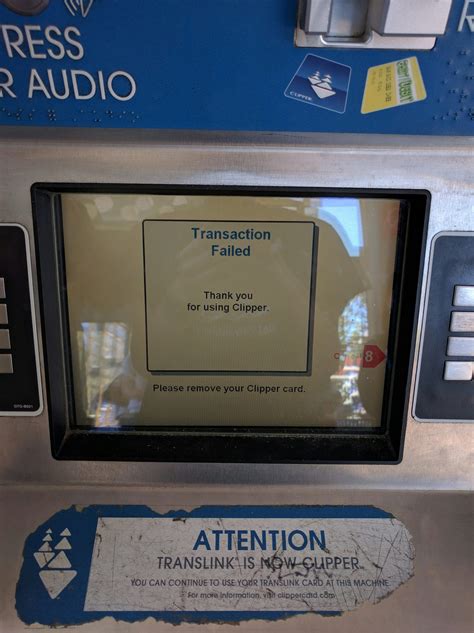 RESS
R AUDIO
CLIPPER
Transaction
Failed
Thank you
for using Clipper.
8
Please remove your Clipper card.
ATTENTION
TRANSLINK IS NOW CLIPPER.
YOU CAN CONTINUE TO USE YOUR TRANSLINK CARD AT THIS MACHINE
For more information, visit clippercard.com